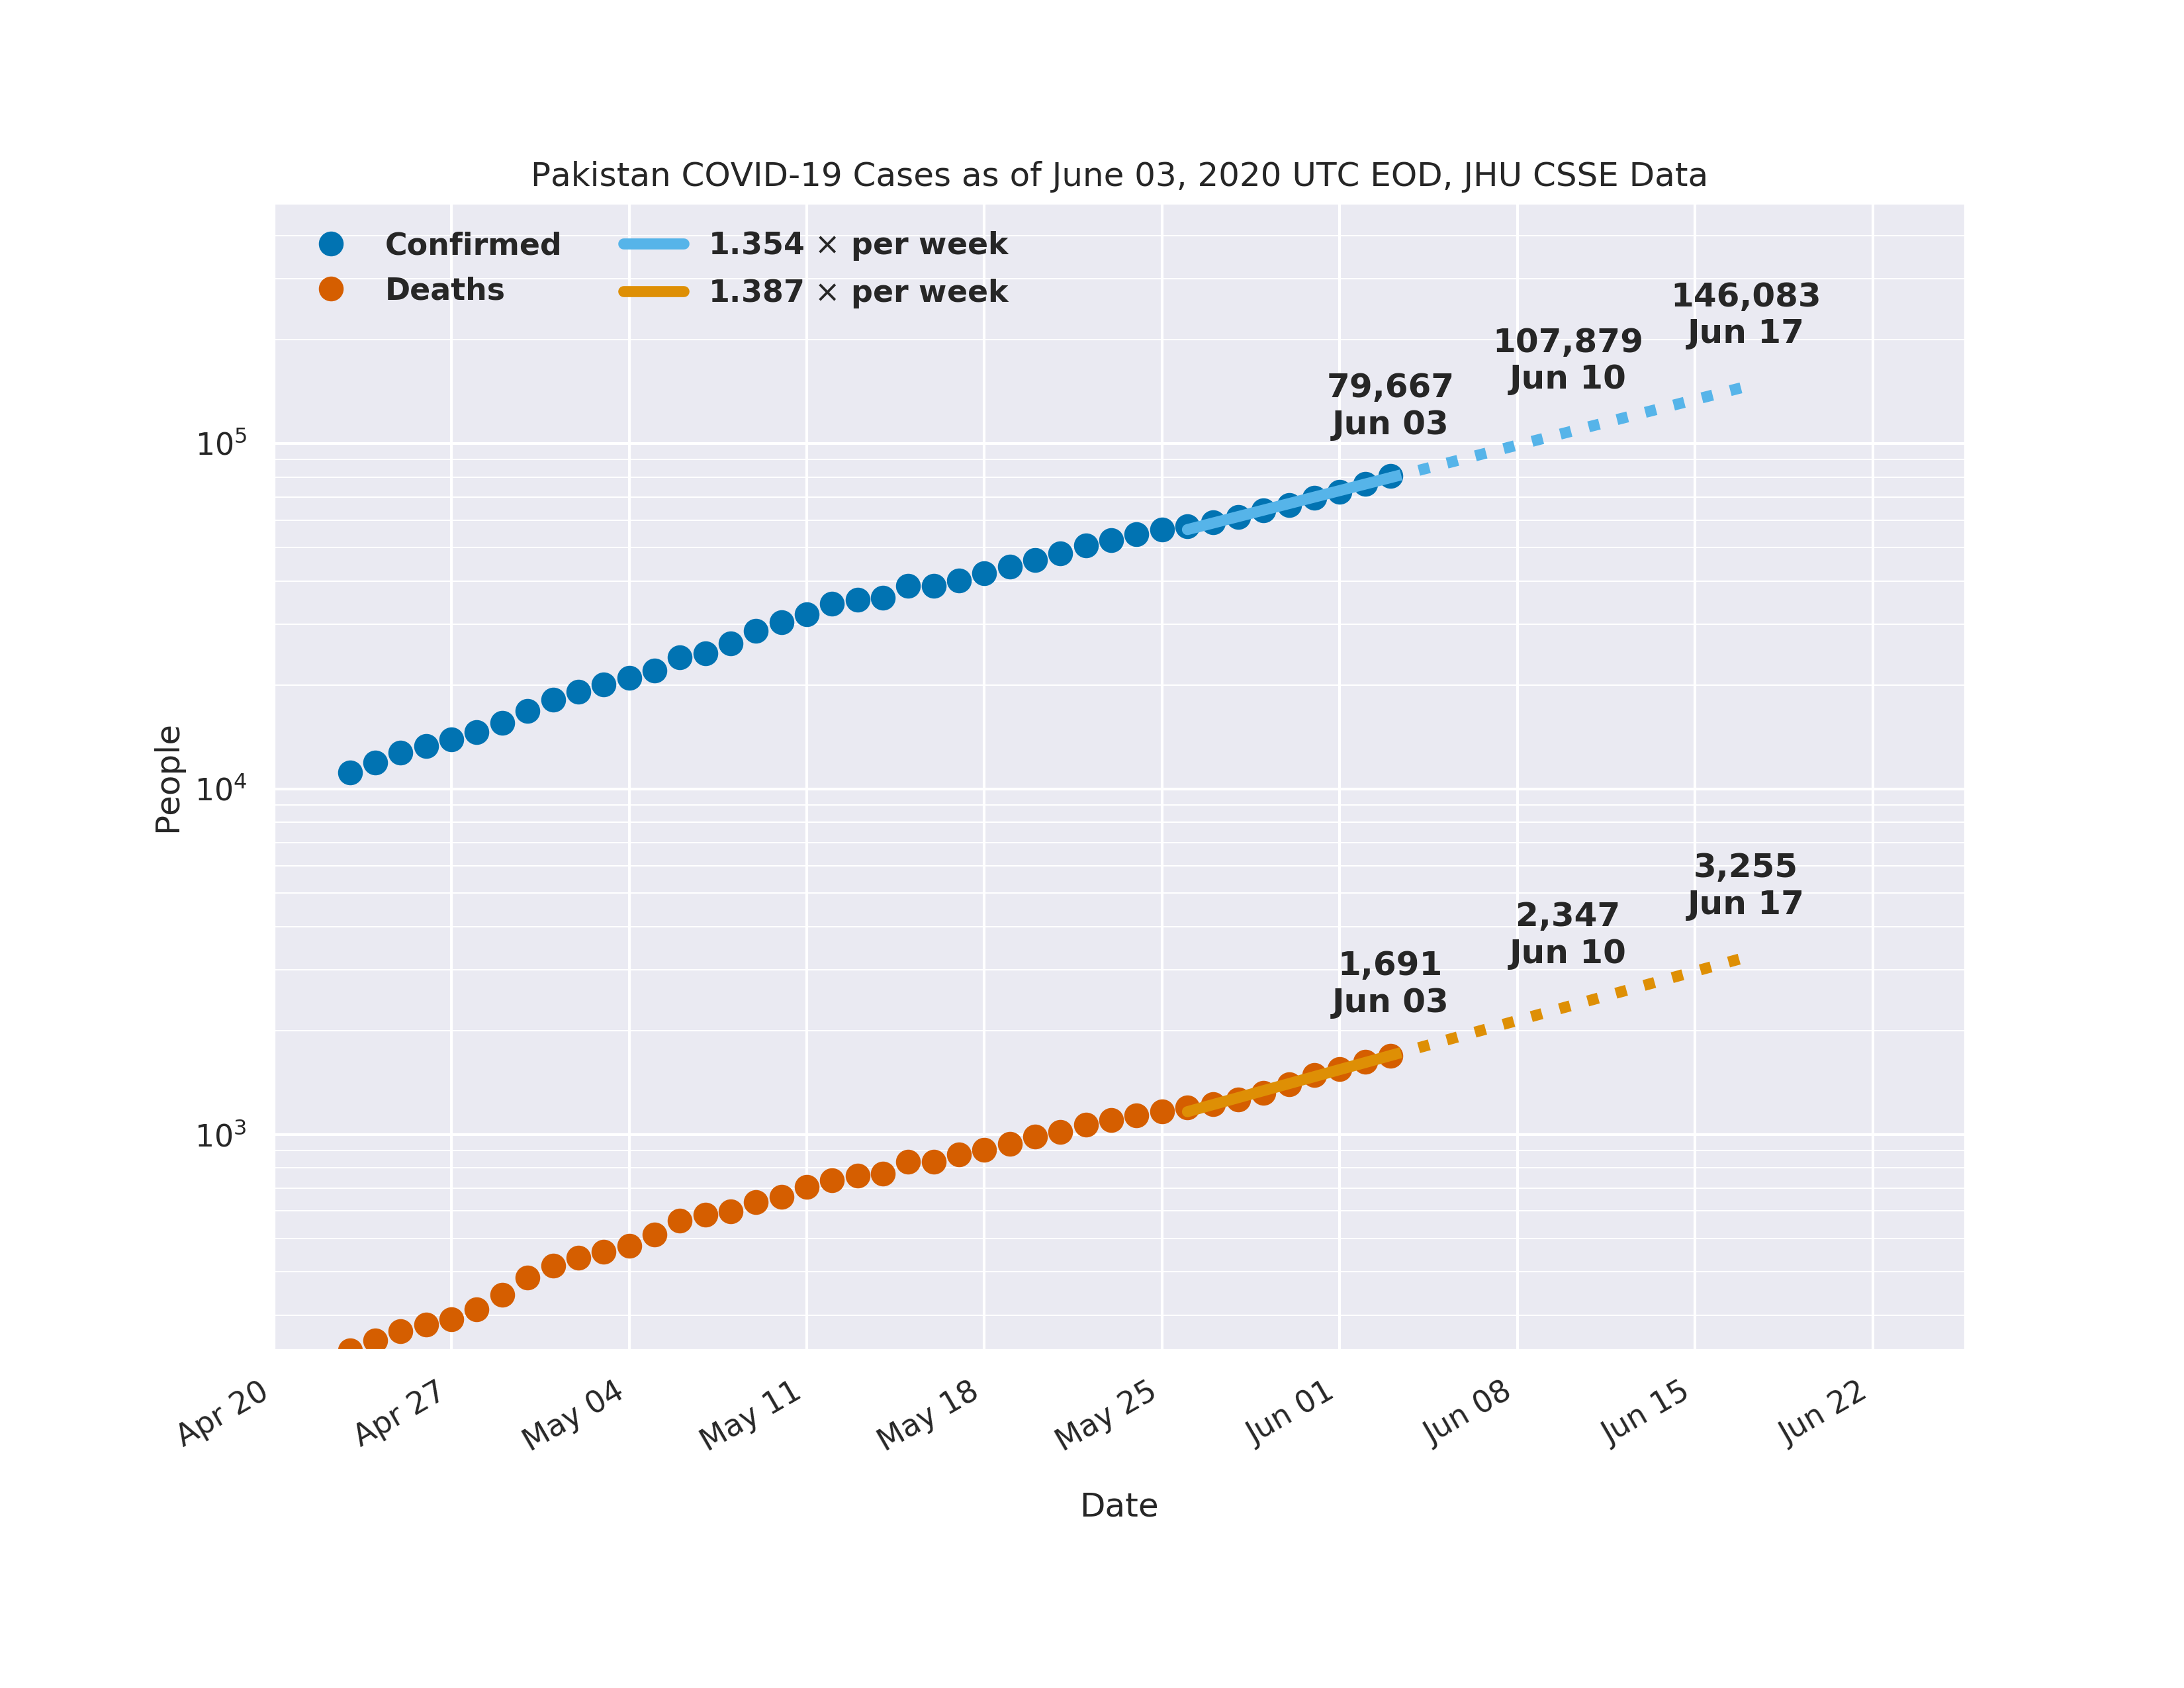 Pakistan COVID-19 Cases as of June 03, 2020 UTC EOD, JHU CSSE Data
Confirmed
Deaths
1.354 × per week
1.387 × per week
146,083
Jun 17
107,879
Jun 10
79,667
Jun 03
3,255
Jun 17
2,347
Jun 10
1,691
Jun 03
People
10⁵
10⁴
10³
Apr 20
Apr 27
May 04
May 11
May 18
May 25
Jun 01
Jun 08
Jun 15
Jun 22
Date